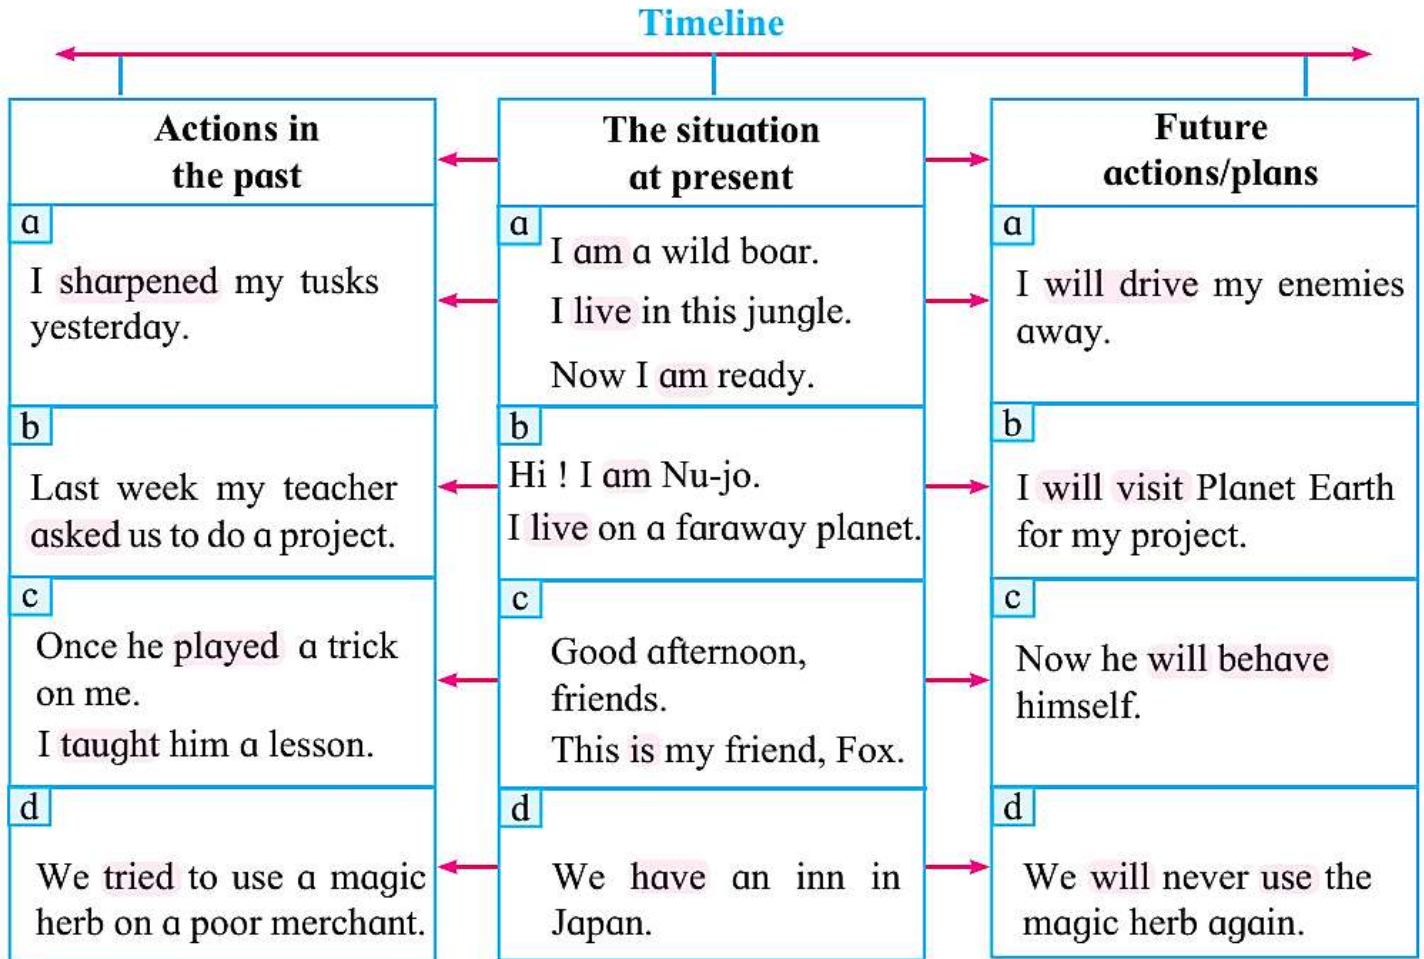 Timeline
Actions in
the past
The situation
at present
Future
actions/plans
a
I sharpened my tusks
yesterday.
a
I am a wild boar.
I live in this jungle.
Now I am ready.
a
I will drive my enemies
away.
b
Last week my teacher
asked us to do a project.
b
Hi ! I am Nu-jo.
I live on a faraway planet.
b
I will visit Planet Earth
for my project.
c
Once he played a trick
on me.
I taught him a lesson.
c
Good afternoon,
friends.
This is my friend, Fox.
c
Now he will behave
himself.
d
We tried to use a magic
herb on a poor merchant.
d
We have an inn in
Japan.
d
We will never use the
magic herb again.